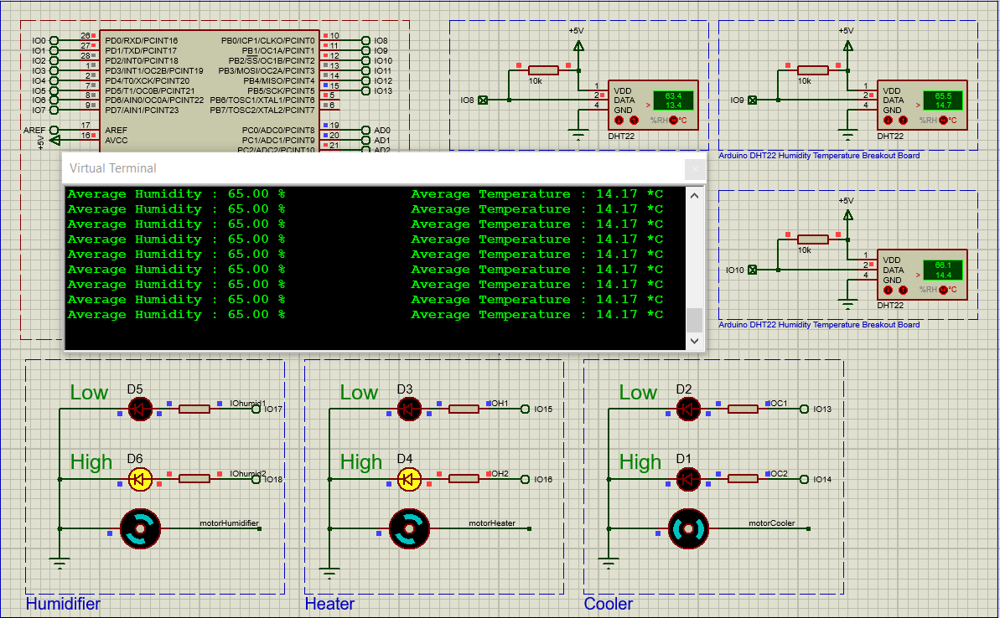 IO0 26 PD0/RXD/PCINT16 PB0/ICP1/CLKO/PCINT0 10 IO8
IO1 27 PD1/TXD/PCINT17 PB1/OC1A/PCINT1 11 IO9
IO2 28 PD2/INT0/PCINT18 PB2/SS/OC1B/PCINT2 12 IO10
IO3 1 PD3/INT1/OC2B/PCINT19 PB3/MOSI/OC2A/PCINT3 13 IO11
IO4 2 PD4/T0/XCK/PCINT20 PB4/MISO/PCINT4 14 IO12
IO5 7 PD5/T1/OC0B/PCINT21 PB5/SCK/PCINT5 15 IO13
IO6 8 PD6/AIN0/OC0A/PCINT22 PB6/TOSC1/XTAL1/PCINT6 5
IO7 9 PD7/AIN1/PCINT23 PB7/TOSC2/XTAL2/PCINT7 6
AREF 17 AREF PC0/ADC0/PCINT8 19 AD0
+5V 16 AVCC PC1/ADC1/PCINT9 20 AD1
PC2/ADC2/PCINT10 21 AD2
+5V
10k
IO8
1 VDD
2 DATA
4 GND
> 63.4
13.4
%RH °C
DHT22
+5V
10k
IO9
1 VDD
2 DATA
4 GND
> 65.5
14.7
%RH °C
DHT22
Arduino DHT22 Humidity Temperature Breakout Board
+5V
10k
IO10
1 VDD
2 DATA
4 GND
> 66.1
14.4
%RH °C
DHT22
Arduino DHT22 Humidity Temperature Breakout Board
Virtual Terminal
Average Humidity : 65.00 % Average Temperature : 14.17 *C
Average Humidity : 65.00 % Average Temperature : 14.17 *C
Average Humidity : 65.00 % Average Temperature : 14.17 *C
Average Humidity : 65.00 % Average Temperature : 14.17 *C
Average Humidity : 65.00 % Average Temperature : 14.17 *C
Average Humidity : 65.00 % Average Temperature : 14.17 *C
Average Humidity : 65.00 % Average Temperature : 14.17 *C
Average Humidity : 65.00 % Average Temperature : 14.17 *C
Average Humidity : 65.00 % Average Temperature : 14.17 *C
Low D5 IOhumid1 IO17
High D6 IOhumid2 IO18
motorHumidifier
Humidifier
Low D3 IOH1 IO15
High D4 IOH2 IO16
motorHeater
Heater
Low D2 IOC1 IO13
High D1 IOC2 IO14
motorCooler
Cooler